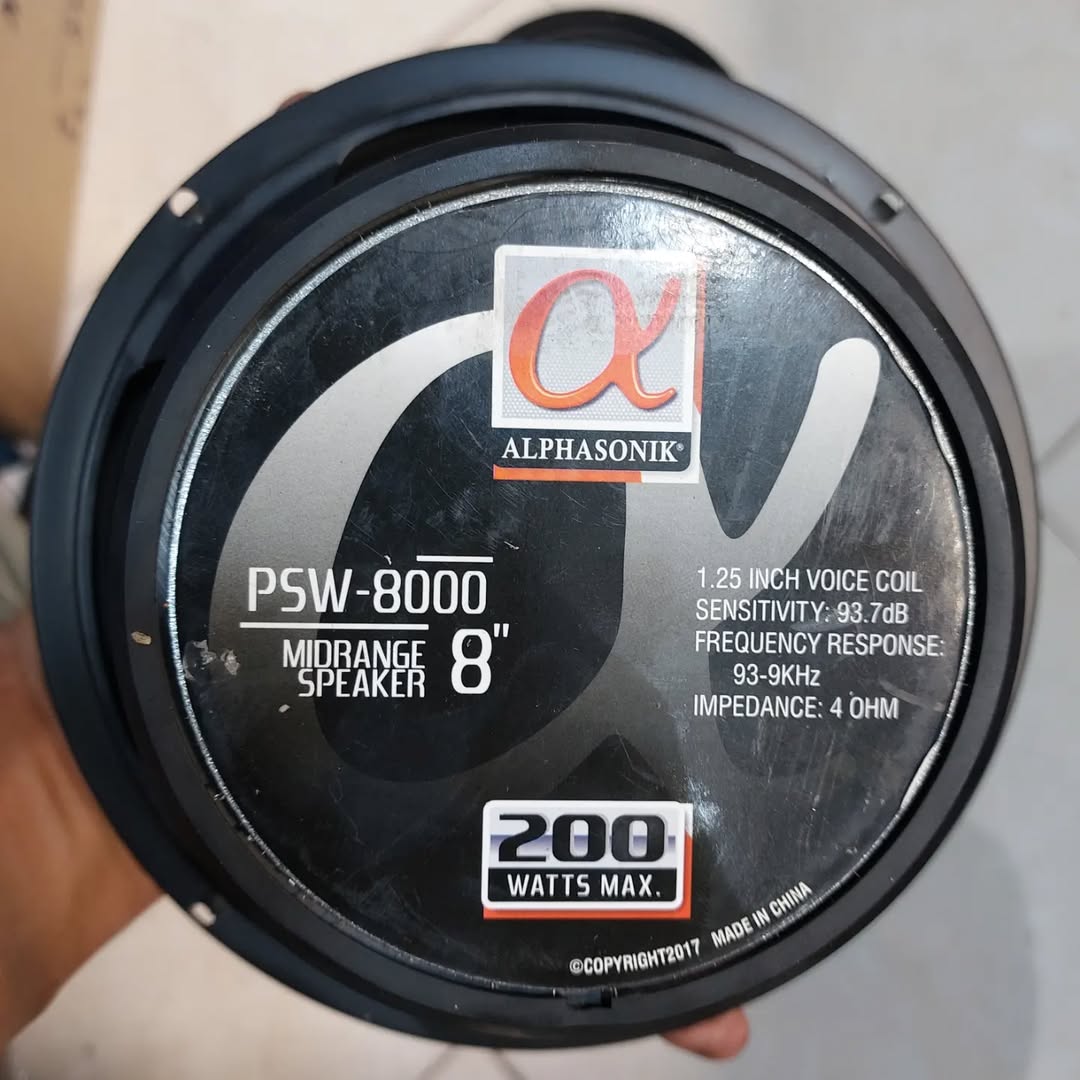 α
ALPHASONIK®
PSW-8000
MIDRANGE
SPEAKER
8"
1.25 INCH VOICE COIL
SENSITIVITY: 93.7dB
FREQUENCY RESPONSE:
93-9KHz
IMPEDANCE: 4 OHM
200
WATTS MAX.
©COPYRIGHT2017 MADE IN CHINA